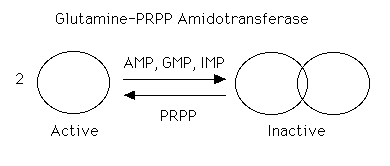 Glutamine-PRPP Amidotransferase
2
AMP, GMP, IMP
PRPP
Active
Inactive